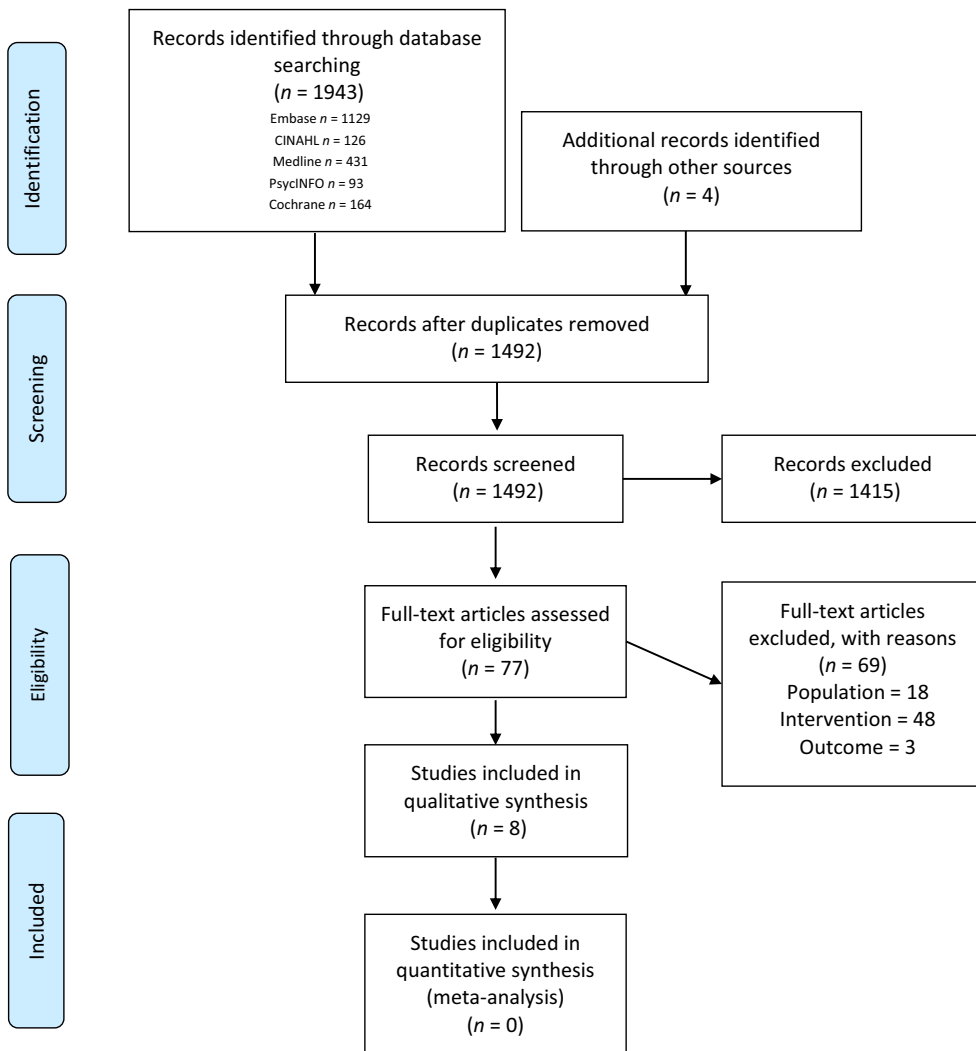 Identification
Records identified through database
searching
(n = 1943)
Embase n = 1129
CINAHL n = 126
Medline n = 431
PsycINFO n = 93
Cochrane n = 164
Additional records identified
through other sources
(n = 4)
Screening
Records after duplicates removed
(n = 1492)
Records screened
(n = 1492)
Records excluded
(n = 1415)
Eligibility
Full-text articles assessed
for eligibility
(n = 77)
Full-text articles
excluded, with reasons
(n = 69)
Population = 18
Intervention = 48
Outcome = 3
Studies included in
qualitative synthesis
(n = 8)
Included
Studies included in
quantitative synthesis
(meta-analysis)
(n = 0)